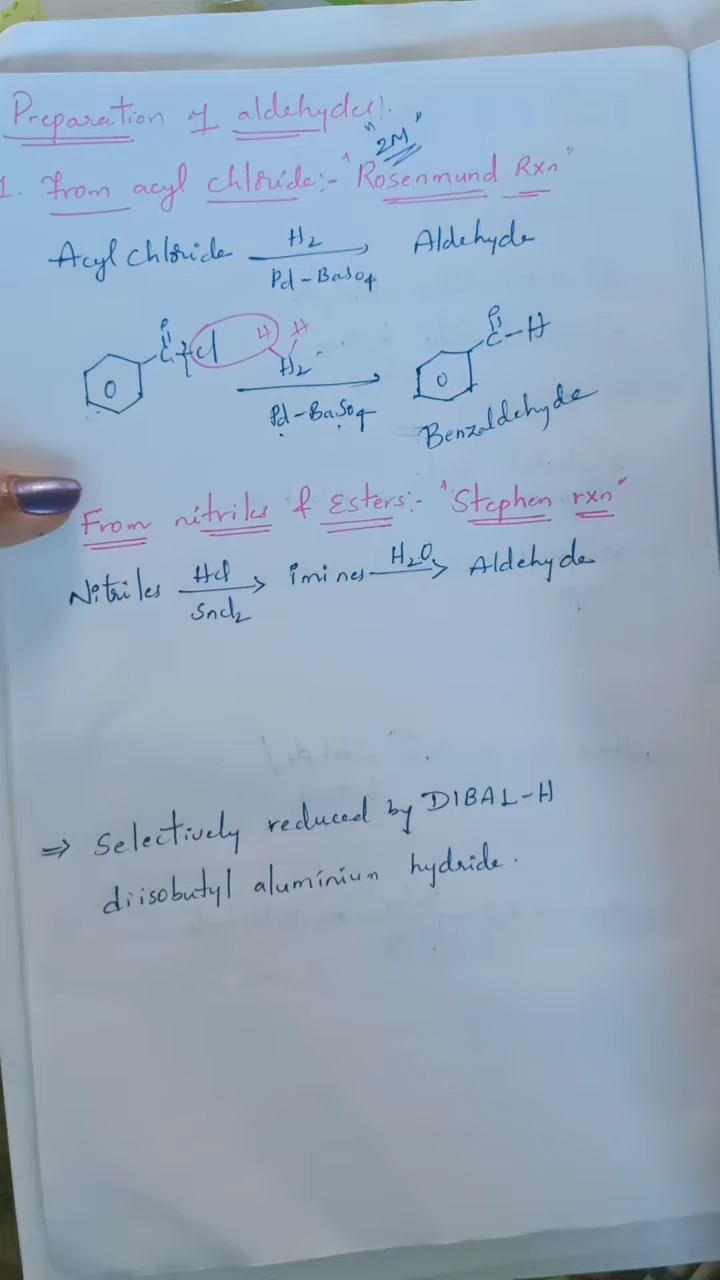 Preparation of aldehydes:-
"2M"
1. From acyl chloride:- "Rosenmund Rxn"
Acyl chloride H2 Pd-BaSO4 Aldehyde
O O
C Cl H H C-H
H2
Pd-BaSO4
Benzaldehyde
From nitriles & Esters:- "Stephen rxn"
Nitriles HCl SnCl2 imines H2O Aldehyde
⇒ Selectively reduced by DIBAL-H
diisobutyl aluminium hydride.